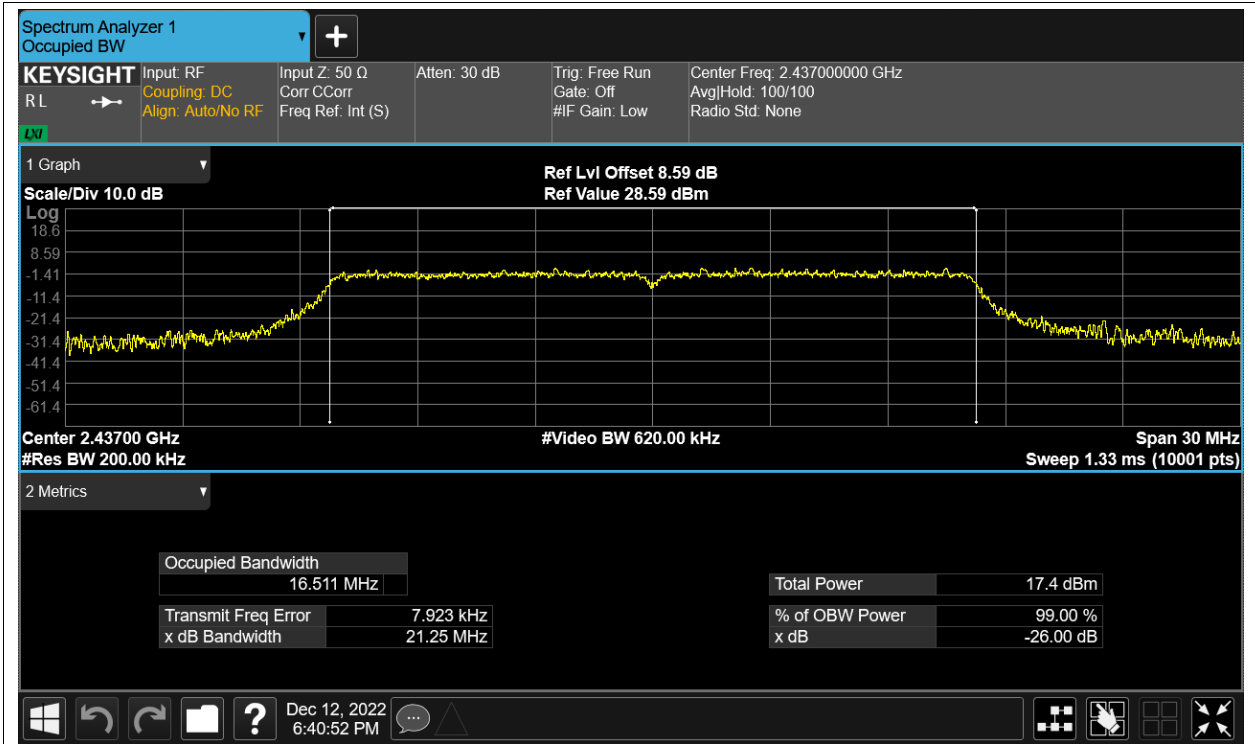 Spectrum Analyzer 1
Occupied BW
KEYSIGHT
R L
LXI
Input: RF
Coupling: DC
Align: Auto/No RF
Input Z: 50 Ω
Corr CCorr
Freq Ref: Int (S)
Atten: 30 dB
Trig: Free Run
Gate: Off
#IF Gain: Low
Center Freq: 2.437000000 GHz
Avg|Hold: 100/100
Radio Std: None
1 Graph
Scale/Div 10.0 dB
Ref Lvl Offset 8.59 dB
Ref Value 28.59 dBm
Log
18.6
8.59
-1.41
-11.4
-21.4
-31.4
-41.4
-51.4
-61.4
Center 2.43700 GHz
#Video BW 620.00 kHz
Span 30 MHz
#Res BW 200.00 kHz
Sweep 1.33 ms (10001 pts)
2 Metrics
Occupied Bandwidth
16.511 MHz
Total Power 17.4 dBm
Transmit Freq Error 7.923 kHz
% of OBW Power 99.00 %
x dB Bandwidth 21.25 MHz
x dB -26.00 dB
Dec 12, 2022
6:40:52 PM